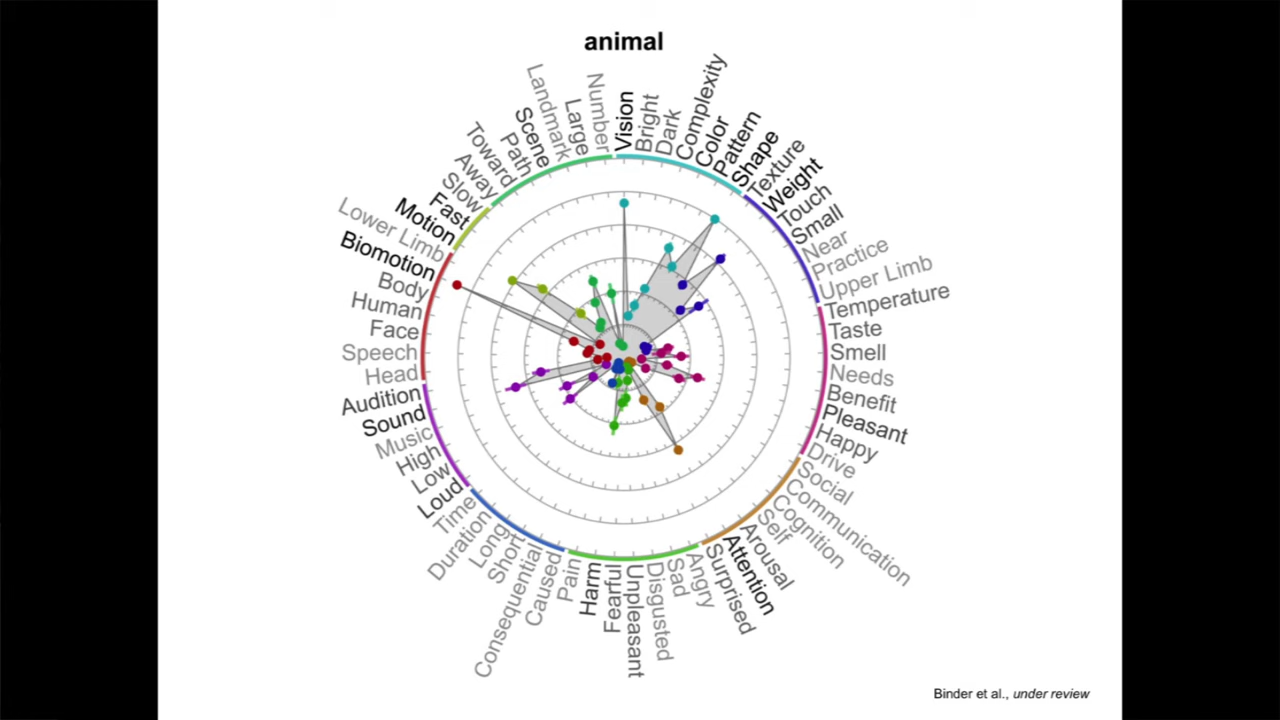 animal
Vision
Bright
Dark
Complexity
Color
Pattern
Shape
Texture
Weight
Touch
Small
Near
Practice
Upper Limb
Temperature
Taste
Smell
Needs
Benefit
Pleasant
Happy
Drive
Social
Communication
Cognition
Self
Arousal
Attention
Surprised
Angry
Sad
Disgusted
Unpleasant
Fearful
Harm
Pain
Caused
Consequential
Short
Long
Duration
Time
Loud
Low
High
Music
Sound
Audition
Head
Speech
Face
Human
Body
Biomotion
Lower Limb
Motion
Fast
Slow
Away
Toward
Path
Scene
Landmark
Large
Number
Binder et al., under review